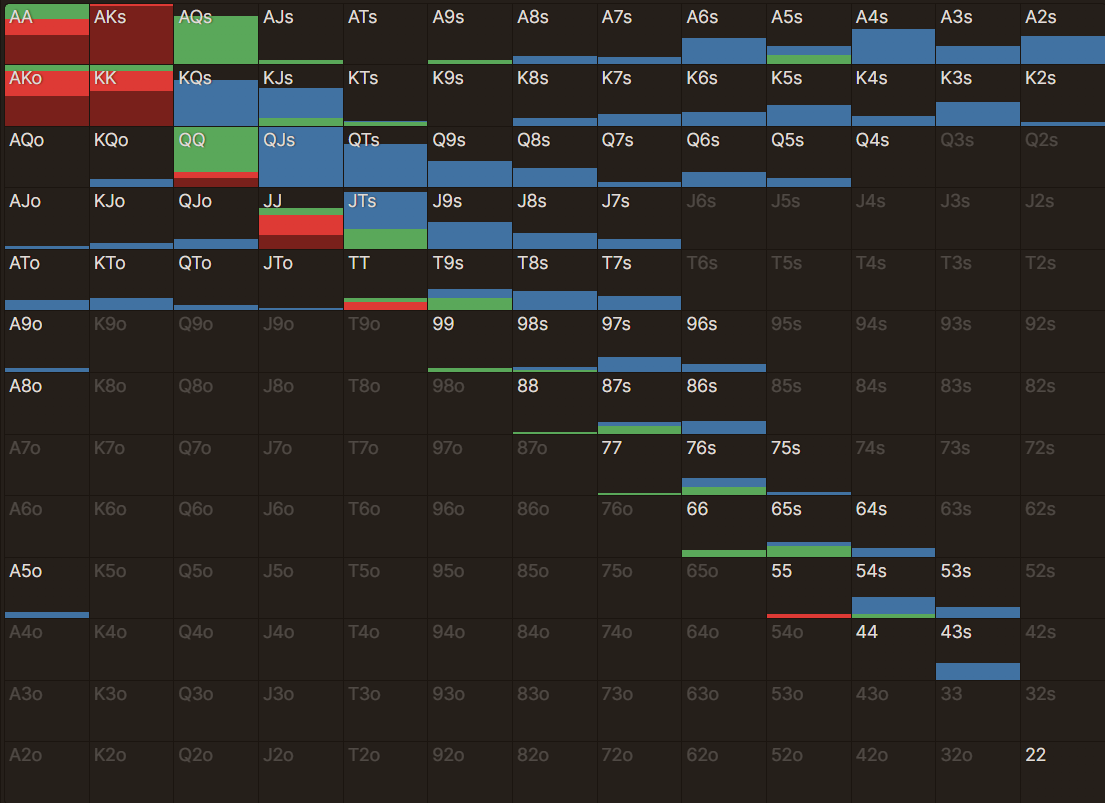 AA AKs AQs AJs ATs A9s A8s A7s A6s A5s A4s A3s A2s
AKo KK KQs KJs KTs K9s K8s K7s K6s K5s K4s K3s K2s
AQo KQo QQ QJs QTs Q9s Q8s Q7s Q6s Q5s Q4s Q3s Q2s
AJo KJo QJo JJ JTs J9s J8s J7s J6s J5s J4s J3s J2s
ATo KTo QTo JTo TT T9s T8s T7s T6s T5s T4s T3s T2s
A9o K9o Q9o J9o T9o 99 98s 97s 96s 95s 94s 93s 92s
A8o K8o Q8o J8o T8o 98o 88 87s 86s 85s 84s 83s 82s
A7o K7o Q7o J7o T7o 97o 87o 77 76s 75s 74s 73s 72s
A6o K6o Q6o J6o T6o 96o 86o 76o 66 65s 64s 63s 62s
A5o K5o Q5o J5o T5o 95o 85o 75o 65o 55 54s 53s 52s
A4o K4o Q4o J4o T4o 94o 84o 74o 64o 54o 44 43s 42s
A3o K3o Q3o J3o T3o 93o 83o 73o 63o 53o 43o 33 32s
A2o K2o Q2o J2o T2o 92o 82o 72o 62o 52o 42o 32o 22